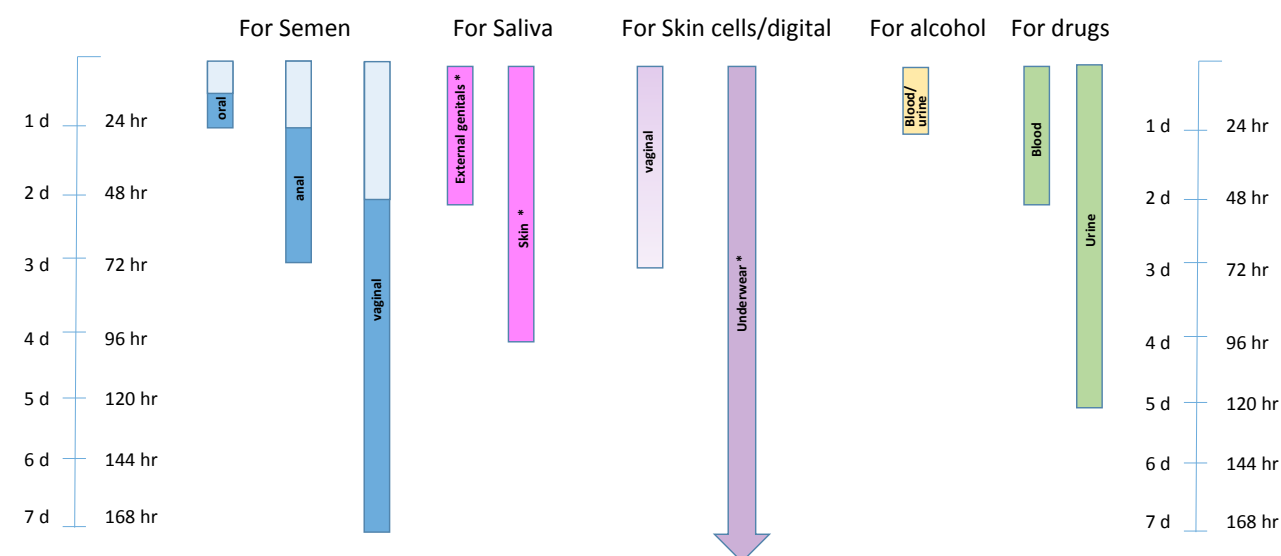 For Semen For Saliva For Skin cells/digital For alcohol For drugs
oral
anal
vaginal
External genitals *
Skin *
vaginal
Underwear *
Blood/
urine
Blood
Urine
1 d 24 hr
2 d 48 hr
3 d 72 hr
4 d 96 hr
5 d 120 hr
6 d 144 hr
7 d 168 hr
1 d 24 hr
2 d 48 hr
3 d 72 hr
4 d 96 hr
5 d 120 hr
6 d 144 hr
7 d 168 hr